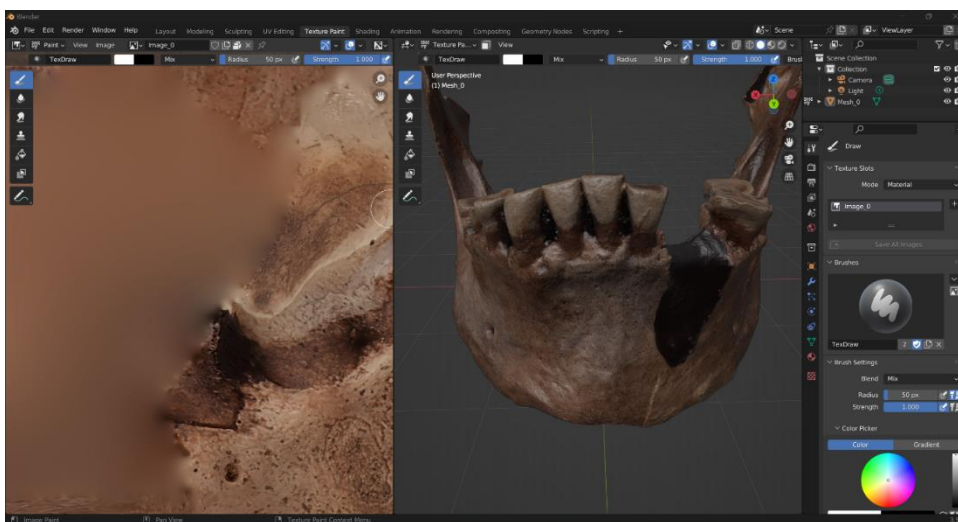 Blender
File Edit Render Window Help Layout Modeling Sculpting UV Editing Texture Paint Shading Animation Rendering Compositing Geometry Nodes Scripting + Scene ViewLayer
Paint View Image Image_0 Texture Pa... View
TexDraw Mix Radius 50 px Strength 1.000 TexDraw Mix Radius 50 px Strength 1.000
User Perspective
(1) Mesh_0
X
Z
Y
Scene Collection
Collection
Camera
Light
Mesh_0
Draw
Texture Slots
Mode Material
Image_0
Save All Images
Brushes
TexDraw 2
Brush Settings
Blend Mix
Radius 50 px
Strength 1.000
Color Picker
Color Gradient
Image Paint Pan View Texture Paint Context Menu